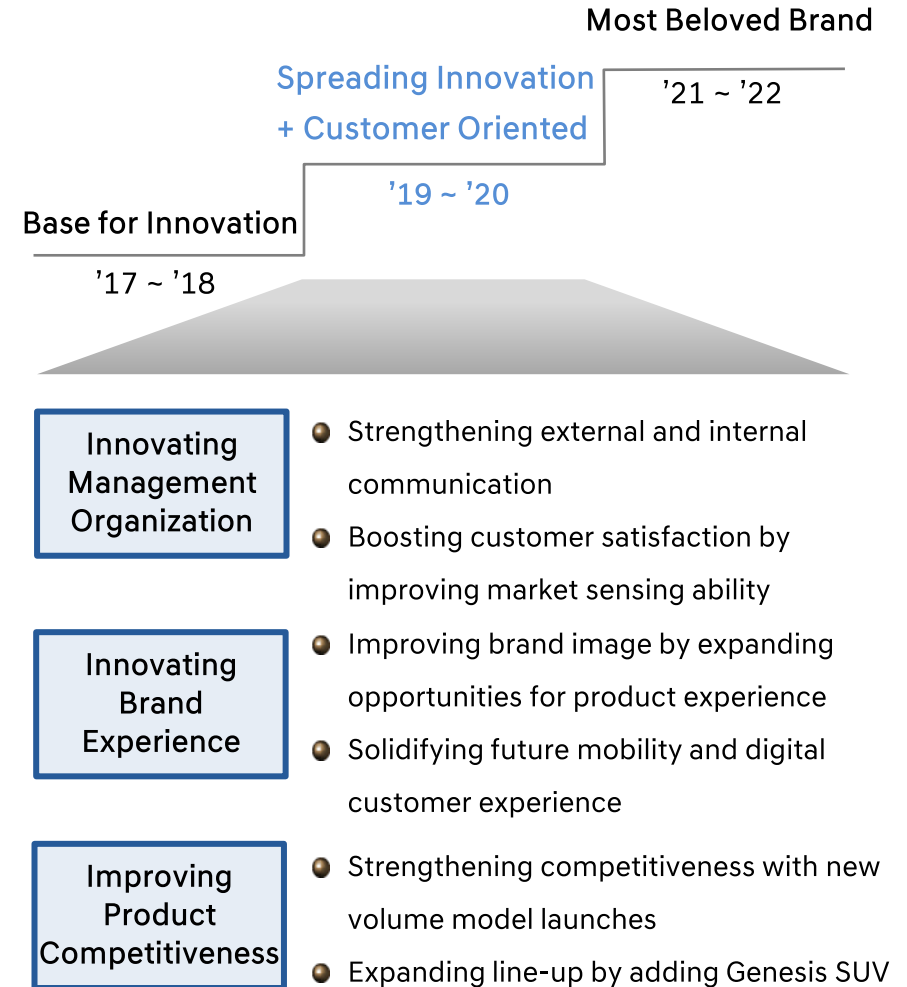 Most Beloved Brand
Spreading Innovation
+ Customer Oriented
’21 ~ ’22
’19 ~ ’20
Base for Innovation
’17 ~ ’18
Innovating
Management
Organization
Strengthening external and internal
communication
Boosting customer satisfaction by
improving market sensing ability
Innovating
Brand
Experience
Improving brand image by expanding
opportunities for product experience
Solidifying future mobility and digital
customer experience
Improving
Product
Competitiveness
Strengthening competitiveness with new
volume model launches
Expanding line-up by adding Genesis SUV